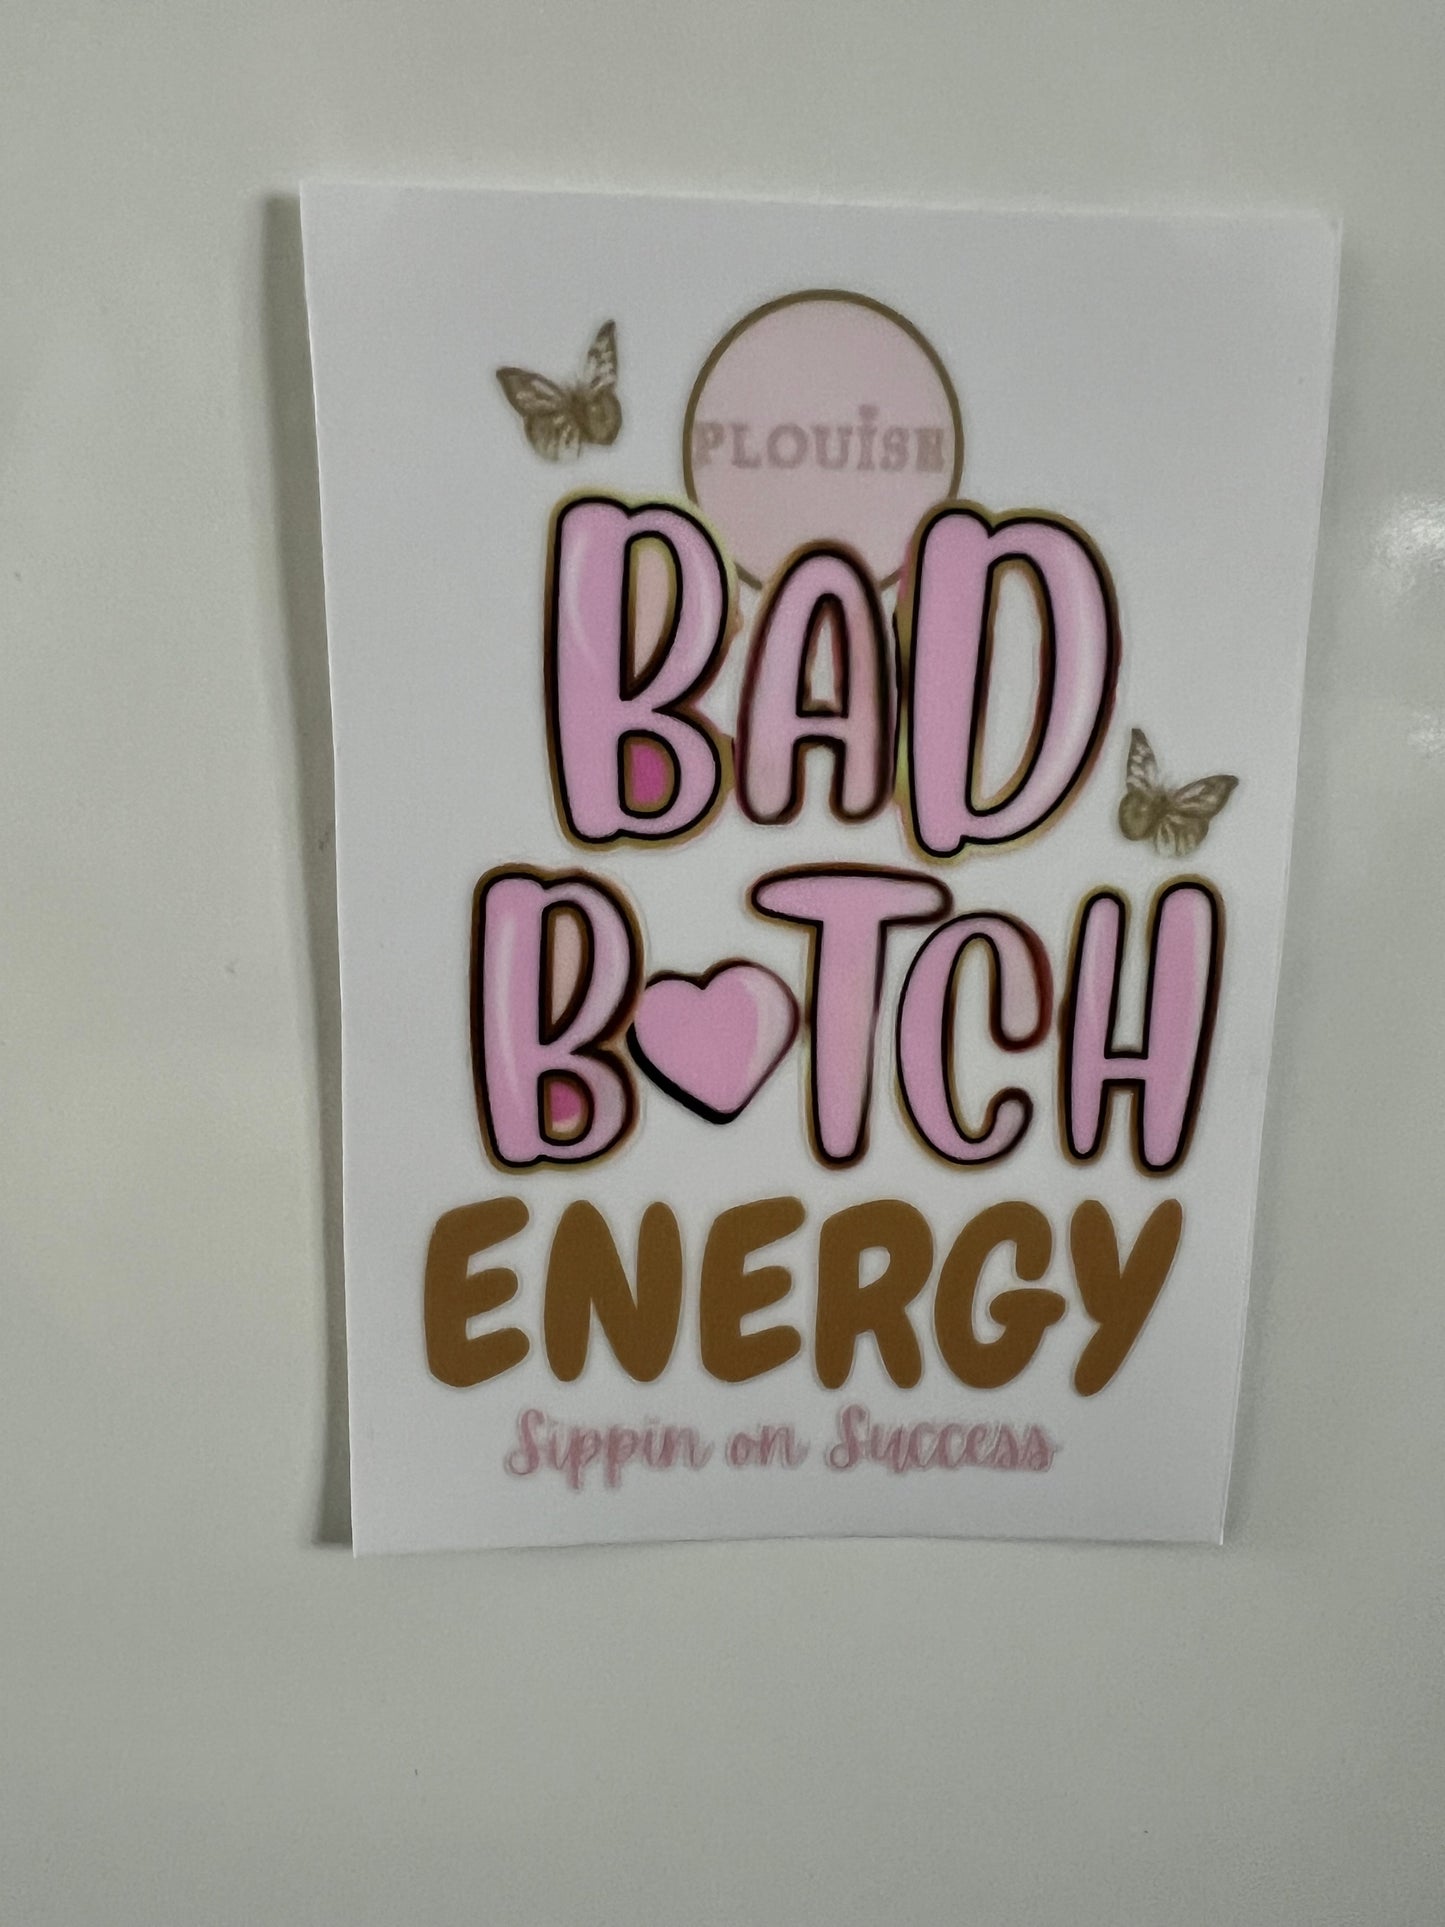 PLOUiSE
BAD
B♥TCH
ENERGY
Sippin on Success